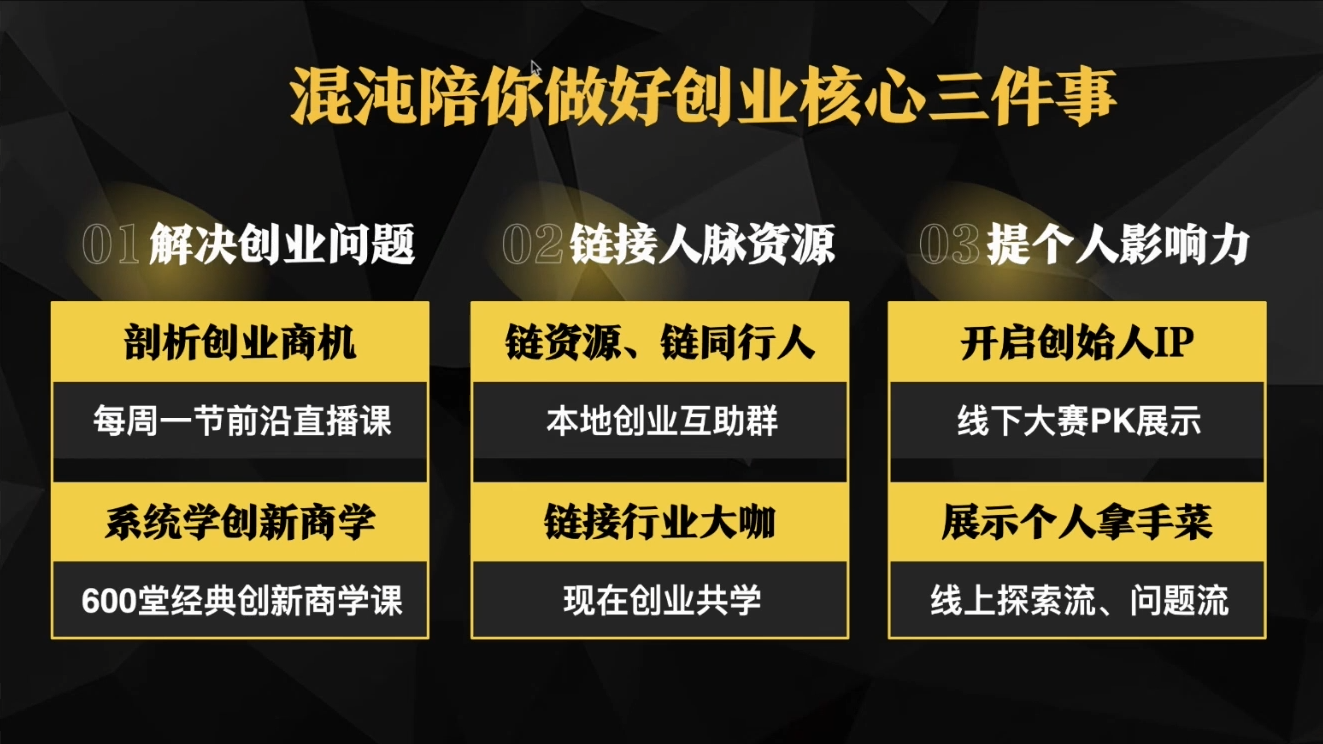 混沌陪你做好创业核心三件事
01 解决创业问题
剖析创业商机
每周一节前沿直播课
系统学创新商学
600堂经典创新商学课
02 链接人脉资源
链资源、链同行人
本地创业互助群
链接行业大咖
现在创业共学
03 提个人影响力
开启创始人IP
线下大赛PK展示
展示个人拿手菜
线上探索流、问题流